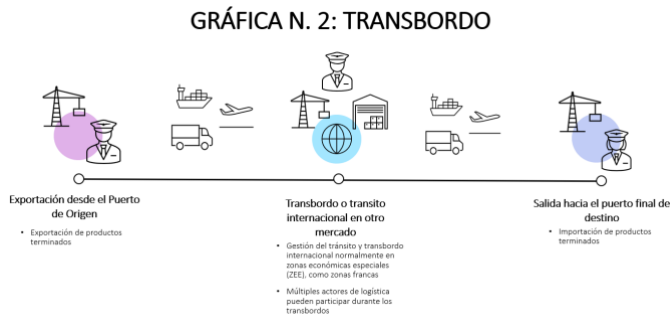 GRÁFICA N. 2: TRANSBORDO
Exportación desde el Puerto
de Origen
• Exportación de productos
terminados
Transbordo o transito
internacional en otro
mercado
• Gestión del tránsito y transbordo
internacional normalmente en
zonas económicas especiales
(ZEE), como zonas francas
• Múltiples actores de logística
pueden participar durante los
transbordos
Salida hacia el puerto final de
destino
• Importación de productos
terminados